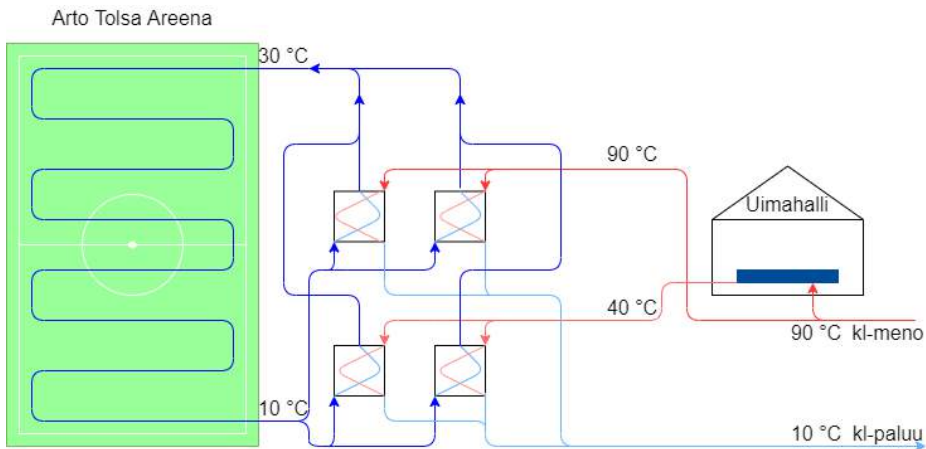 Arto Tolsa Areena
30 °C
90 °C
Uimahalli
40 °C
90 °C kl-meno
10 °C
10 °C kl-paluu